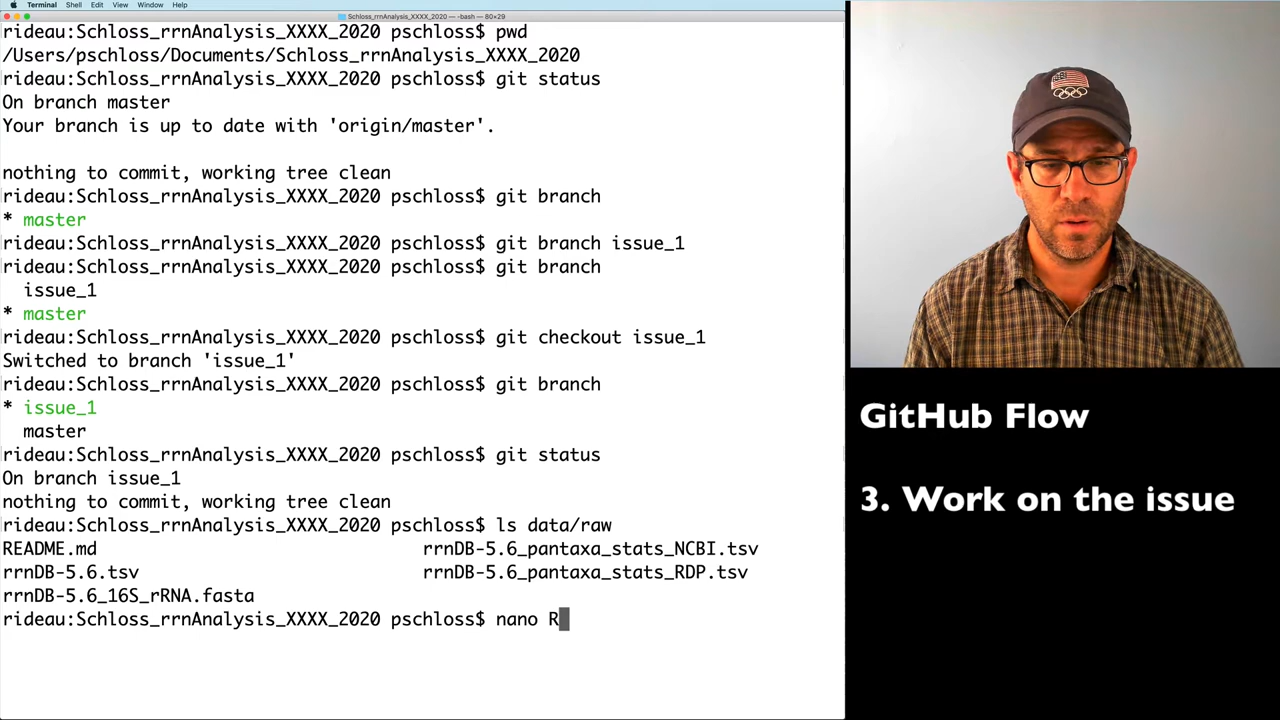 Terminal Shell Edit View Window Help
Schloss_rrnAnalysis_XXXX_2020 — -bash — 80×29
rideau:Schloss_rrnAnalysis_XXXX_2020 pschloss$ pwd
/Users/pschloss/Documents/Schloss_rrnAnalysis_XXXX_2020
rideau:Schloss_rrnAnalysis_XXXX_2020 pschloss$ git status
On branch master
Your branch is up to date with 'origin/master'.
nothing to commit, working tree clean
rideau:Schloss_rrnAnalysis_XXXX_2020 pschloss$ git branch
* master
rideau:Schloss_rrnAnalysis_XXXX_2020 pschloss$ git branch issue_1
rideau:Schloss_rrnAnalysis_XXXX_2020 pschloss$ git branch
issue_1
* master
rideau:Schloss_rrnAnalysis_XXXX_2020 pschloss$ git checkout issue_1
Switched to branch 'issue_1'
rideau:Schloss_rrnAnalysis_XXXX_2020 pschloss$ git branch
* issue_1
master
rideau:Schloss_rrnAnalysis_XXXX_2020 pschloss$ git status
On branch issue_1
nothing to commit, working tree clean
rideau:Schloss_rrnAnalysis_XXXX_2020 pschloss$ ls data/raw
README.md rrnDB-5.6_pantaxa_stats_NCBI.tsv
rrnDB-5.6.tsv rrnDB-5.6_pantaxa_stats_RDP.tsv
rrnDB-5.6_16S_rRNA.fasta
rideau:Schloss_rrnAnalysis_XXXX_2020 pschloss$ nano R
GitHub Flow
3. Work on the issue